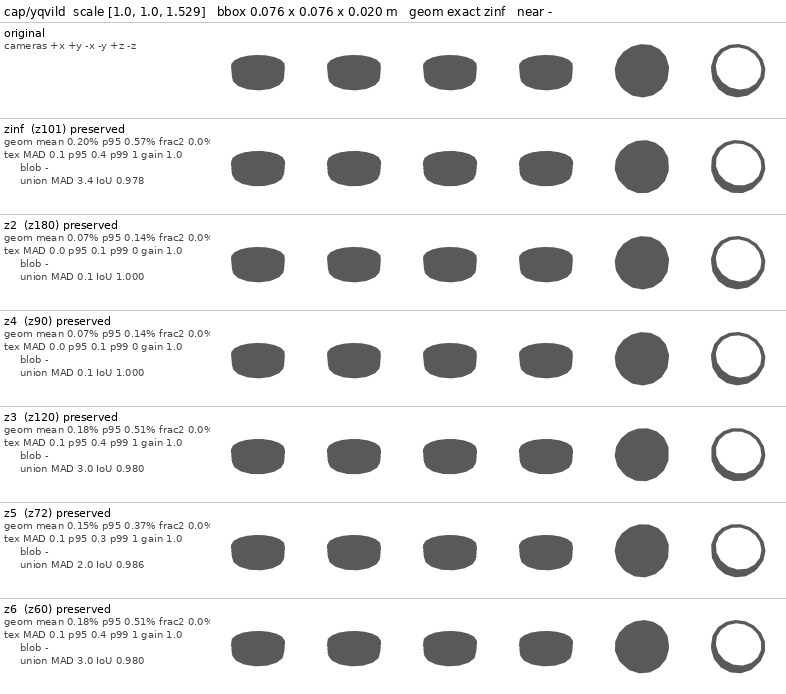 cap/yqvild  scale [1.0, 1.0, 1.529]   bbox 0.076 x 0.076 x 0.020 m   geom exact zinf   near -
original
cameras +x +y -x -y +z -z
zinf  (z101) preserved
geom mean 0.20% p95 0.57% frac2 0.0%
tex MAD 0.1 p95 0.4 p99 1 gain 1.0
blob -
union MAD 3.4 IoU 0.978
z2  (z180) preserved
geom mean 0.07% p95 0.14% frac2 0.0%
tex MAD 0.0 p95 0.1 p99 0 gain 1.0
blob -
union MAD 0.1 IoU 1.000
z4  (z90) preserved
geom mean 0.07% p95 0.14% frac2 0.0%
tex MAD 0.0 p95 0.1 p99 0 gain 1.0
blob -
union MAD 0.1 IoU 1.000
z3  (z120) preserved
geom mean 0.18% p95 0.51% frac2 0.0%
tex MAD 0.1 p95 0.4 p99 1 gain 1.0
blob -
union MAD 3.0 IoU 0.980
z5  (z72) preserved
geom mean 0.15% p95 0.37% frac2 0.0%
tex MAD 0.1 p95 0.3 p99 1 gain 1.0
blob -
union MAD 2.0 IoU 0.986
z6  (z60) preserved
geom mean 0.18% p95 0.51% frac2 0.0%
tex MAD 0.1 p95 0.4 p99 1 gain 1.0
blob -
union MAD 3.0 IoU 0.980